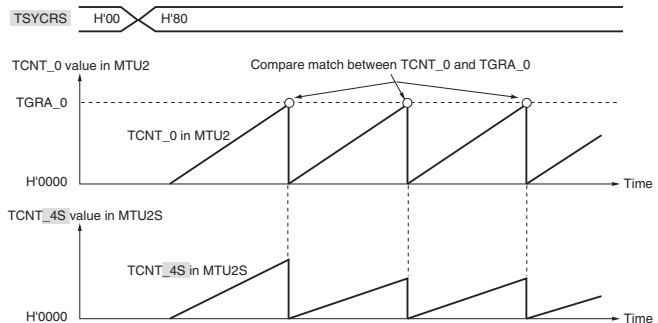 TSYCRS H'00 H'80
TCNT_0 value in MTU2
Compare match between TCNT_0 and TGRA_0
TGRA_0
TCNT_0 in MTU2
H'0000
Time
TCNT_4S value in MTU2S
TCNT_4S in MTU2S
H'0000
Time